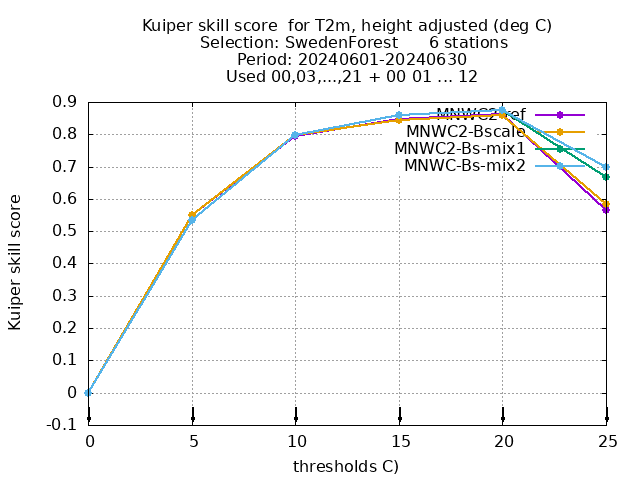 Kuiper skill score  for T2m, height adjusted (deg C)
Selection: SwedenForest      6 stations
Period: 20240601-20240630
Used 00,03,...,21 + 00 01 ... 12
0.9
0.8
0.7
0.6
0.5
0.4
0.3
0.2
0.1
0
-0.1
Kuiper skill score
MNWC2-ref
MNWC2-Bscale
MNWC2-Bs-mix1
MNWC-Bs-mix2
0 5 10 15 20 25
thresholds C)